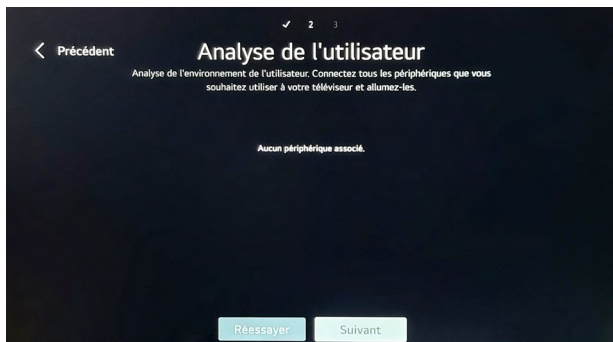 ✓ 2 3
Précédent
Analyse de l'utilisateur
Analyse de l'environnement de l'utilisateur. Connectez tous les périphériques que vous
souhaitez utiliser à votre téléviseur et allumez-les.
Aucun périphérique associé.
Réessayer
Suivant